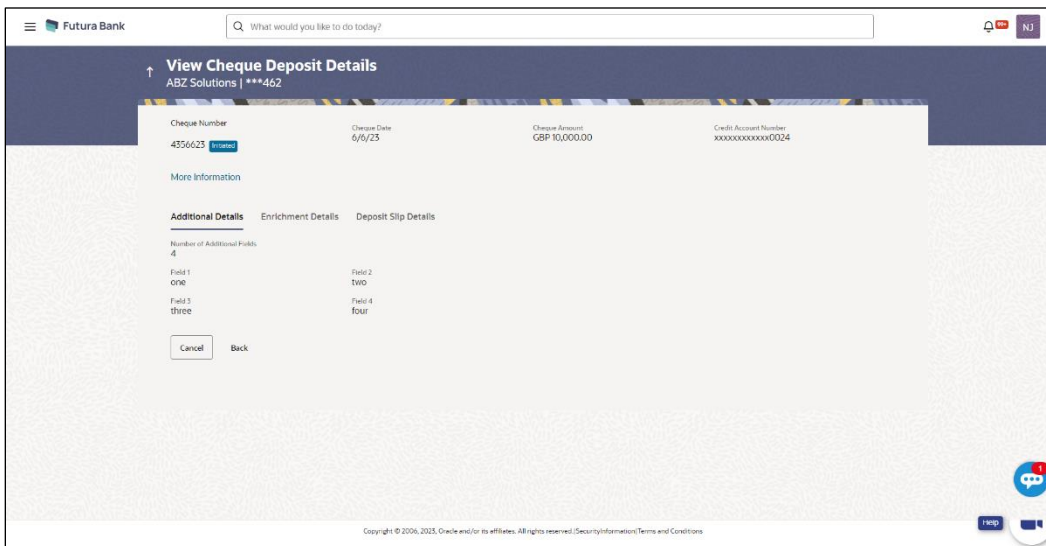 Futura Bank
What would you like to do today?
99+
NJ
View Cheque Deposit Details
ABZ Solutions | ***462
Cheque Number
Cheque Date
Cheque Amount
Credit Account Number
4356623 Initiated
6/6/23
GBP 10,000.00
xxxxxxxxxxxx0024
More Information
Additional Details Enrichment Details Deposit Slip Details
Number of Additional Fields
4
Field 1 Field 2
one two
Field 3 Field 4
three four
Cancel Back
1
Help
Copyright © 2006, 2023, Oracle and/or its affiliates. All rights reserved.|SecurityInformation|Terms and Conditions